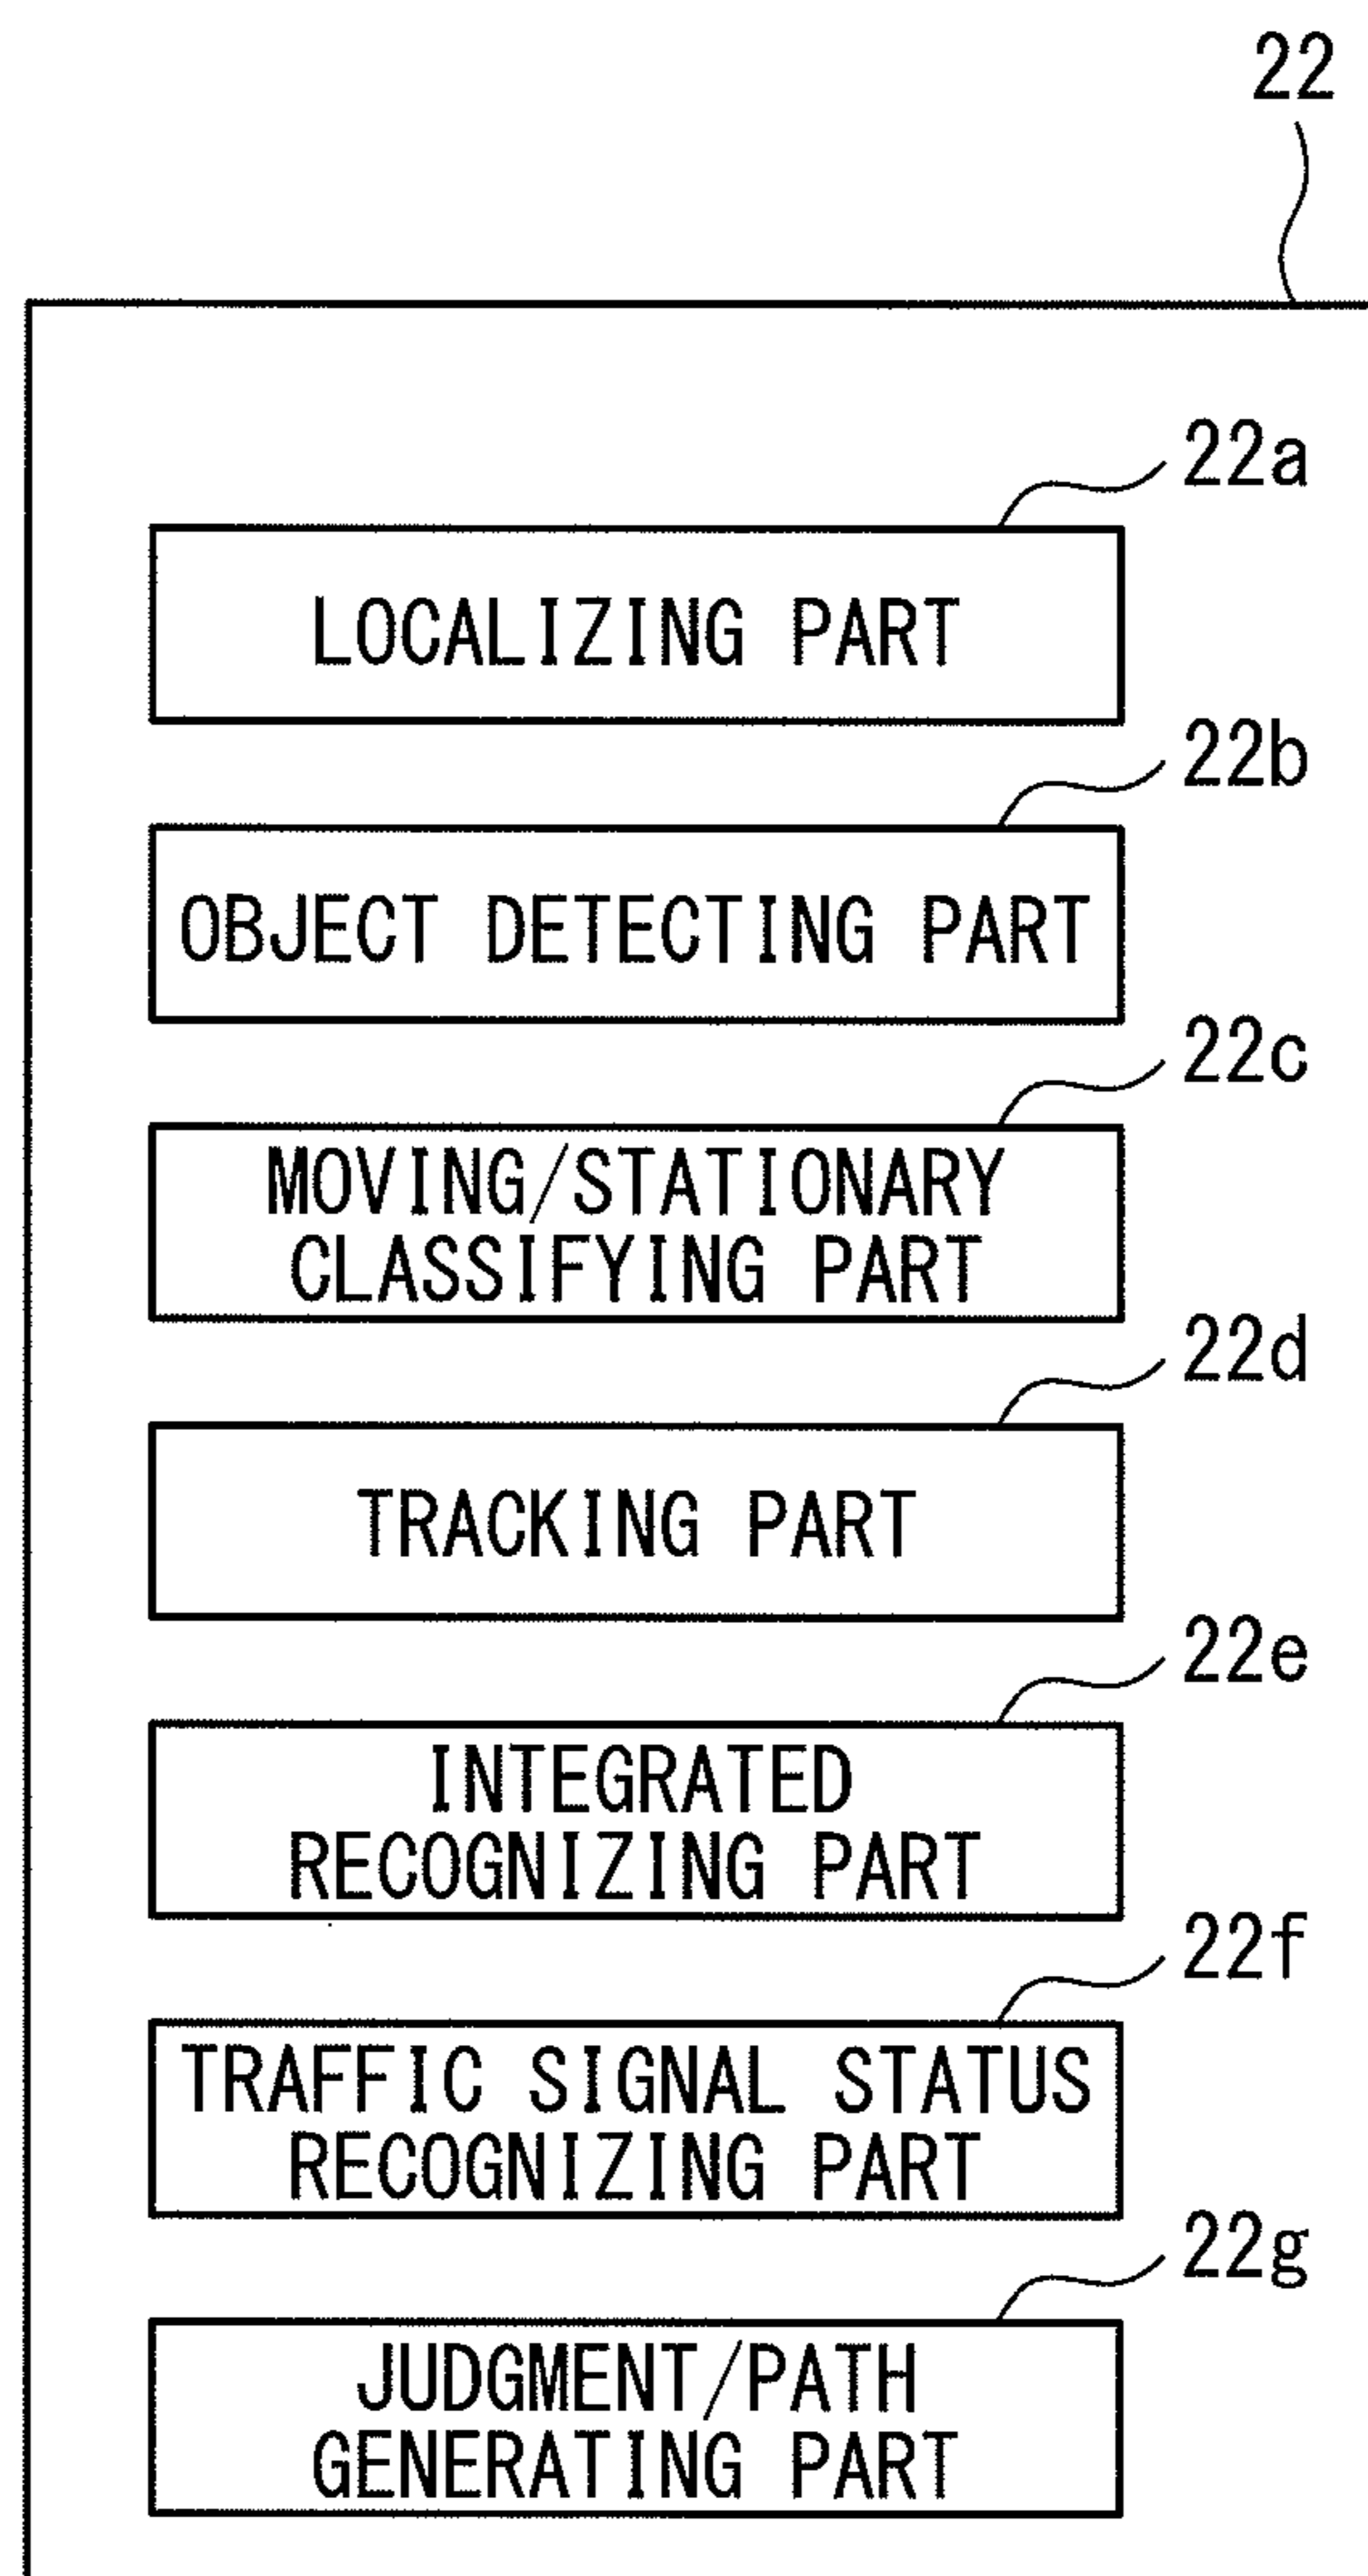 22
22a
LOCALIZING PART
22b
OBJECT DETECTING PART
22c
MOVING/STATIONARY
CLASSIFYING PART
22d
TRACKING PART
22e
INTEGRATED
RECOGNIZING PART
22f
TRAFFIC SIGNAL STATUS
RECOGNIZING PART
22g
JUDGMENT/PATH
GENERATING PART